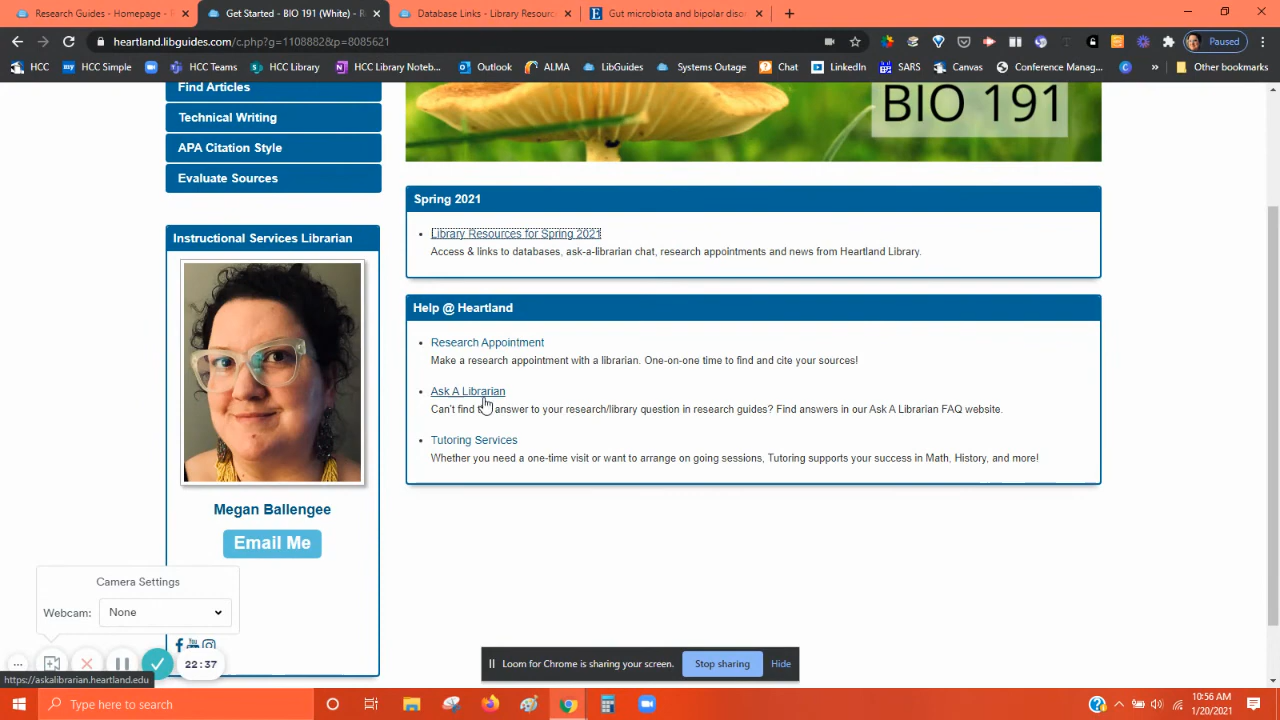 Research Guides - Homepage -
Get Started - BIO 191 (White) - R
Database Links - Library Resourc
Gut microbiota and bipolar disor
heartland.libguides.com/c.php?g=1108882&p=8085621
Paused
HCC
HCC Simple
HCC Teams
HCC Library
HCC Library Noteb...
Outlook
ALMA
LibGuides
Systems Outage
Chat
LinkedIn
SARS
Canvas
Conference Manag...
Other bookmarks
Find Articles
Technical Writing
APA Citation Style
Evaluate Sources
BIO 191
Spring 2021
Library Resources for Spring 2021
Access & links to databases, ask-a-librarian chat, research appointments and news from Heartland Library.
Instructional Services Librarian
Help @ Heartland
Research Appointment
Make a research appointment with a librarian. One-on-one time to find and cite your sources!
Ask A Librarian
Can't find answer to your research/library question in research guides? Find answers in our Ask A Librarian FAQ website.
Tutoring Services
Whether you need a one-time visit or want to arrange on going sessions, Tutoring supports your success in Math, History, and more!
Megan Ballengee
Email Me
Camera Settings
Webcam: None
22:37
https://askalibrarian.heartland.edu
Loom for Chrome is sharing your screen.
Stop sharing
Hide
Type here to search
10:56 AM
1/20/2021